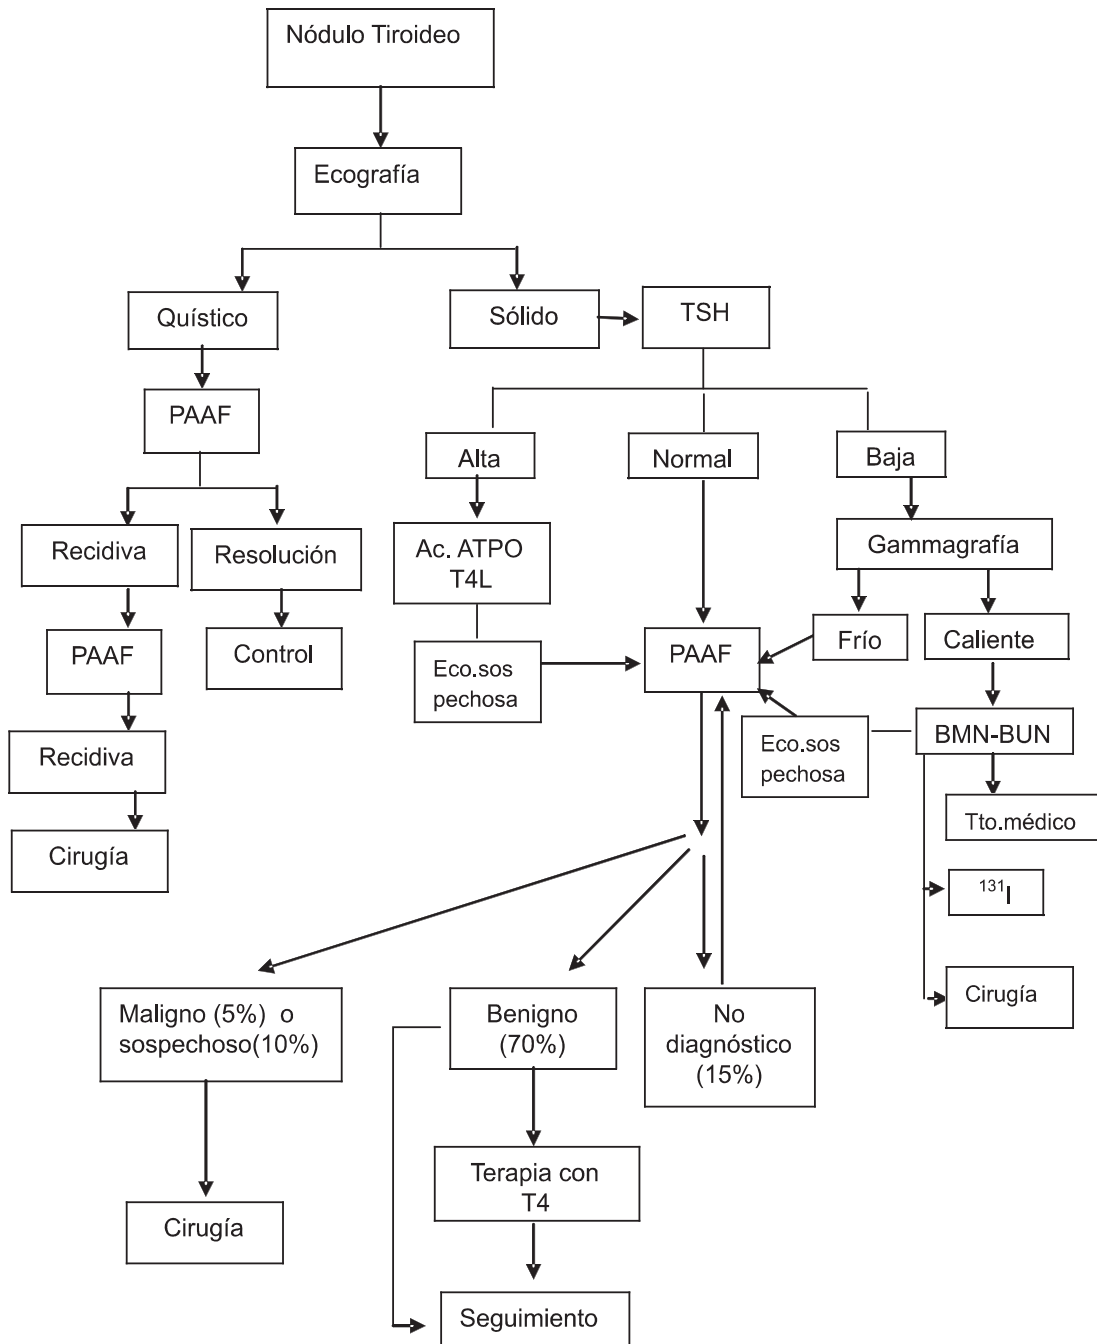 Nódulo Tiroideo
Ecografía
Quístico
Sólido
TSH
PAAF
Alta
Normal
Baja
Recidiva
Resolución
Ac. ATPO
T4L
Gammagrafía
PAAF
Control
Eco.sos
pechosa
PAAF
Frío
Caliente
Recidiva
Eco.sos
pechosa
BMN-BUN
Cirugía
Tto.médico
¹³¹I
Cirugía
Maligno (5%) o
sospechoso(10%)
Benigno
(70%)
No
diagnóstico
(15%)
Terapia con
T4
Cirugía
Seguimiento